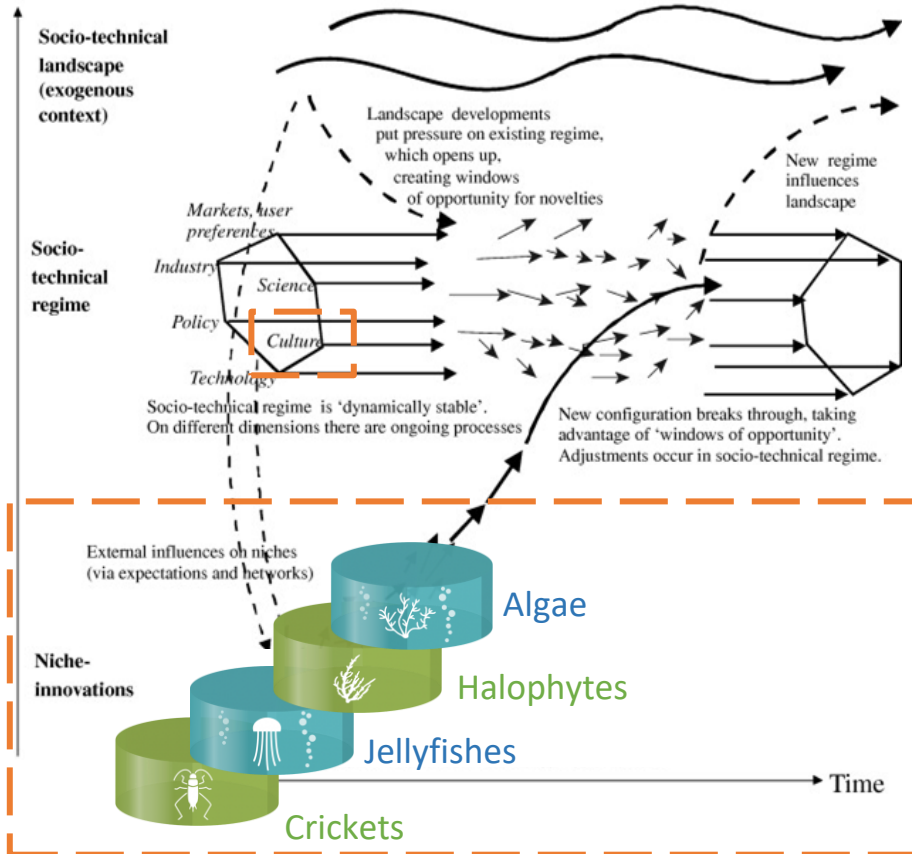 Socio-technical
landscape
(exogenous
context)
Landscape developments
put pressure on existing regime,
which opens up,
creating windows
of opportunity for novelties
New regime
influences
landscape
Markets, user
preferences
Socio-
technical
regime
Industry
Science
Policy
Culture
Technology
Socio-technical regime is ‘dynamically stable’.
On different dimensions there are ongoing processes
New configuration breaks through, taking
advantage of ‘windows of opportunity’.
Adjustments occur in socio-technical regime.
External influences on niches
(via expectations and networks)
Algae
Niche-
innovations
Halophytes
Jellyfishes
Time
Crickets